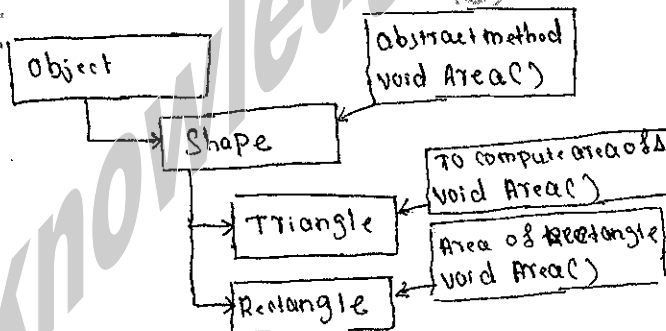 Object
abstract method
void Area()
Shape
To compute area of Δ
void Area()
Triangle
Area of Rectangle
void Area()
Rectangle